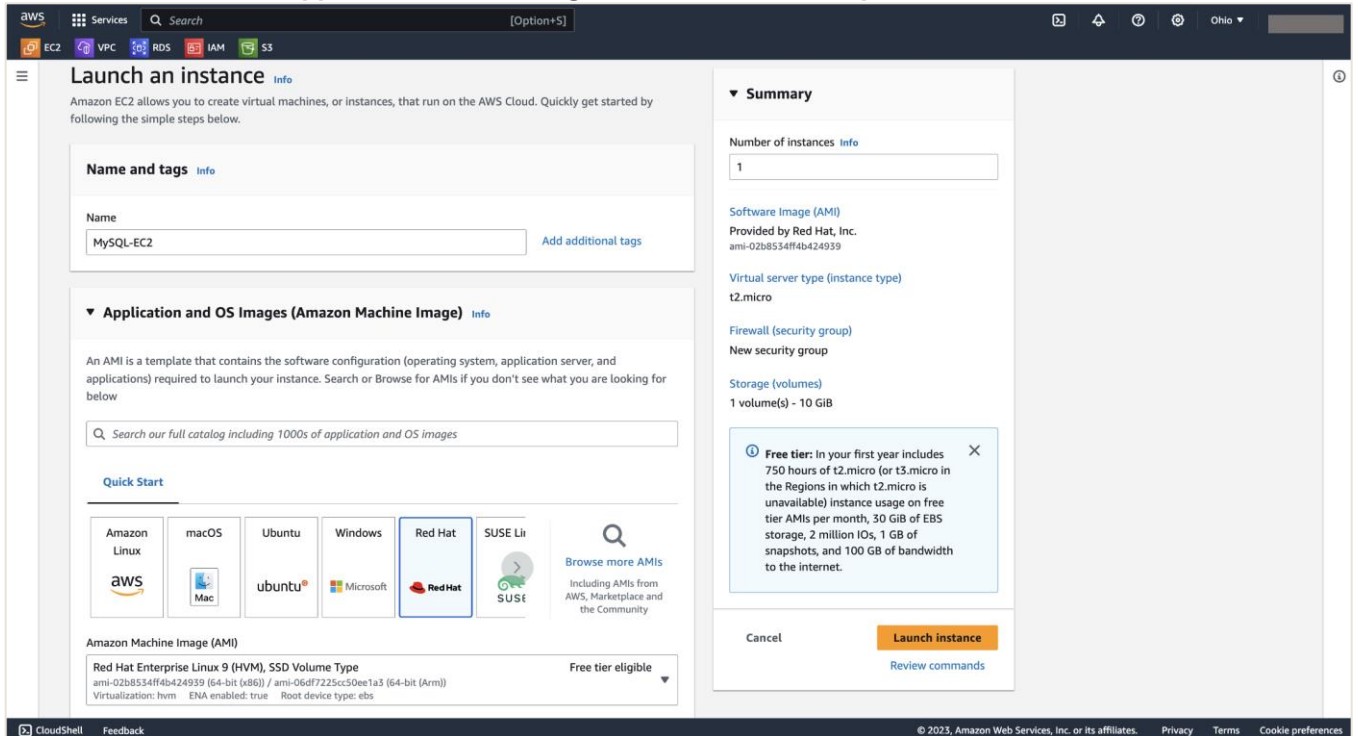 aws
Services
Search
[Option+S]
Ohio ▼
EC2
VPC
RDS
IAM
S3
Launch an instance Info
Amazon EC2 allows you to create virtual machines, or instances, that run on the AWS Cloud. Quickly get started by
following the simple steps below.
Name and tags Info
Name
MySQL-EC2
Add additional tags
▼ Application and OS Images (Amazon Machine Image) Info
An AMI is a template that contains the software configuration (operating system, application server, and
applications) required to launch your instance. Search or Browse for AMIs if you don't see what you are looking for
below
Search our full catalog including 1000s of application and OS images
Quick Start
Amazon
Linux
aws
macOS
Mac
Ubuntu
ubuntu®
Windows
Microsoft
Red Hat
Red Hat
SUSE Lin
SUSE
Browse more AMIs
Including AMIs from
AWS, Marketplace and
the Community
Amazon Machine Image (AMI)
Red Hat Enterprise Linux 9 (HVM), SSD Volume Type
Free tier eligible
ami-02b8534ff4b424939 (64-bit (x86)) / ami-06df7225cc50ee1a3 (64-bit (Arm))
Virtualization: hvm ENA enabled: true Root device type: ebs
▼ Summary
Number of instances Info
1
Software Image (AMI)
Provided by Red Hat, Inc.
ami-02b8534ff4b424939
Virtual server type (instance type)
t2.micro
Firewall (security group)
New security group
Storage (volumes)
1 volume(s) - 10 GiB
Free tier: In your first year includes
750 hours of t2.micro (or t3.micro in
the Regions in which t2.micro is
unavailable) instance usage on free
tier AMIs per month, 30 GiB of EBS
storage, 2 million IOs, 1 GB of
snapshots, and 100 GB of bandwidth
to the internet.
Cancel
Launch instance
Review commands
CloudShell
Feedback
© 2023, Amazon Web Services, Inc. or its affiliates.
Privacy
Terms
Cookie preferences